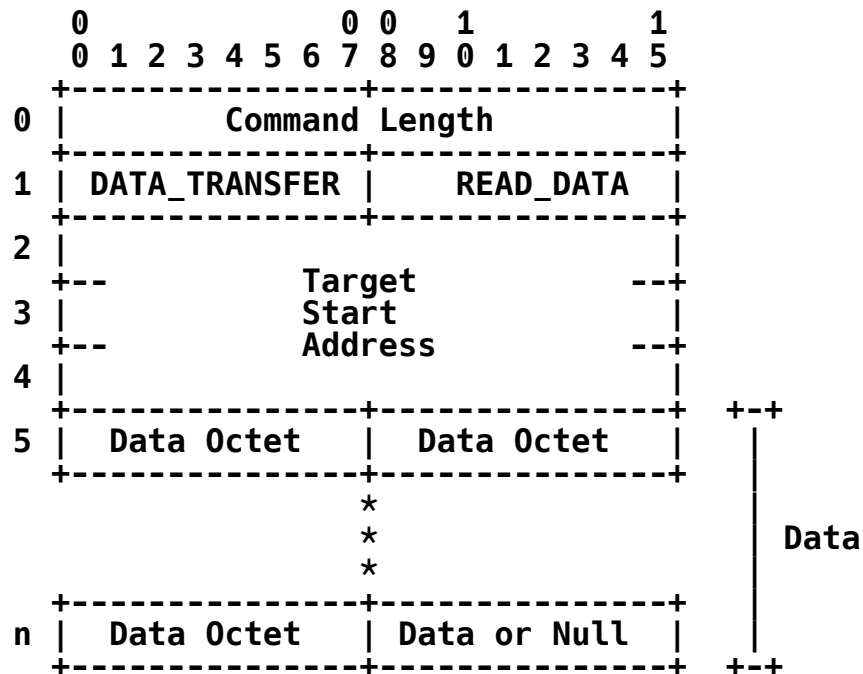 0             0 0   1         1
0 1 2 3 4 5 6 7 8 9 0 1 2 3 4 5
+---------------+---------------+
0 |        Command Length         |
+---------------+---------------+
1 | DATA_TRANSFER |    READ_DATA  |
+---------------+---------------+
2 |                               |
+--          Target           --+
3 |            Start              |
+--          Address          --+
4 |                               |
+---------------+---------------+  +-+
5 |  Data Octet   |  Data Octet   |   |
+---------------+---------------+   |
*                   |
*                   | Data
*                   |
+---------------+---------------+   |
n |  Data Octet   | Data or Null  |   |
+---------------+---------------+  +-+